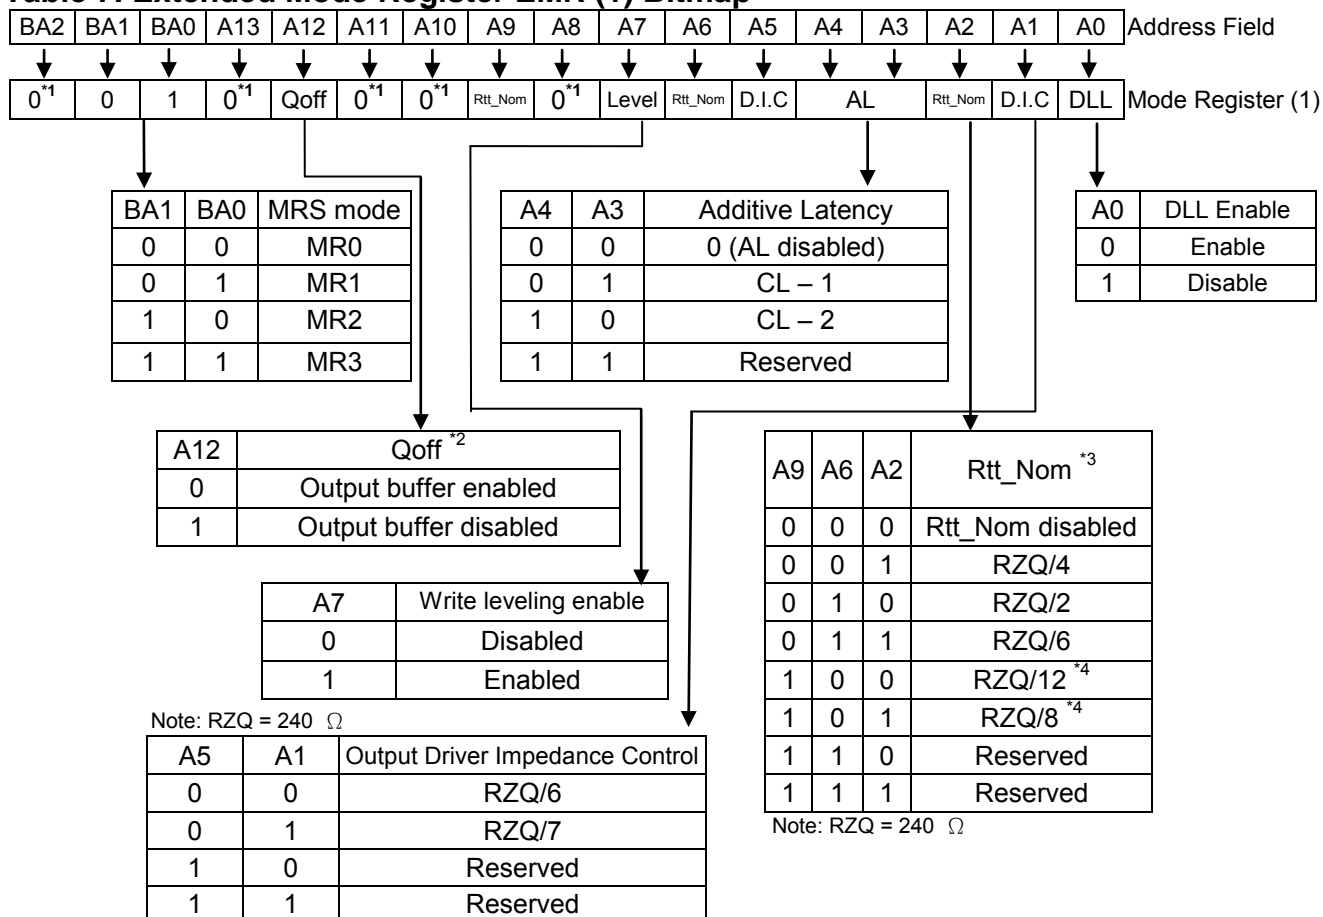 Table 7. Extended Mode Register EMR (1) Bitmap
BA2 BA1 BA0 A13 A12 A11 A10 A9 A8 A7 A6 A5 A4 A3 A2 A1 A0 Address Field
0*1 0 1 0*1 Qoff 0*1 0*1 Rtt_Nom 0*1 Level Rtt_Nom D.I.C AL Rtt_Nom D.I.C DLL Mode Register (1)
BA1 BA0 MRS mode
0 0 MR0
0 1 MR1
1 0 MR2
1 1 MR3
A4 A3 Additive Latency
0 0 0 (AL disabled)
0 1 CL – 1
1 0 CL – 2
1 1 Reserved
A0 DLL Enable
0 Enable
1 Disable
A12 Qoff *2
0 Output buffer enabled
1 Output buffer disabled
A7 Write leveling enable
0 Disabled
1 Enabled
Note: RZQ = 240 Ω
A5 A1 Output Driver Impedance Control
0 0 RZQ/6
0 1 RZQ/7
1 0 Reserved
1 1 Reserved
A9 A6 A2 Rtt_Nom *3
0 0 0 Rtt_Nom disabled
0 0 1 RZQ/4
0 1 0 RZQ/2
0 1 1 RZQ/6
1 0 0 RZQ/12 *4
1 0 1 RZQ/8 *4
1 1 0 Reserved
1 1 1 Reserved
Note: RZQ = 240 Ω